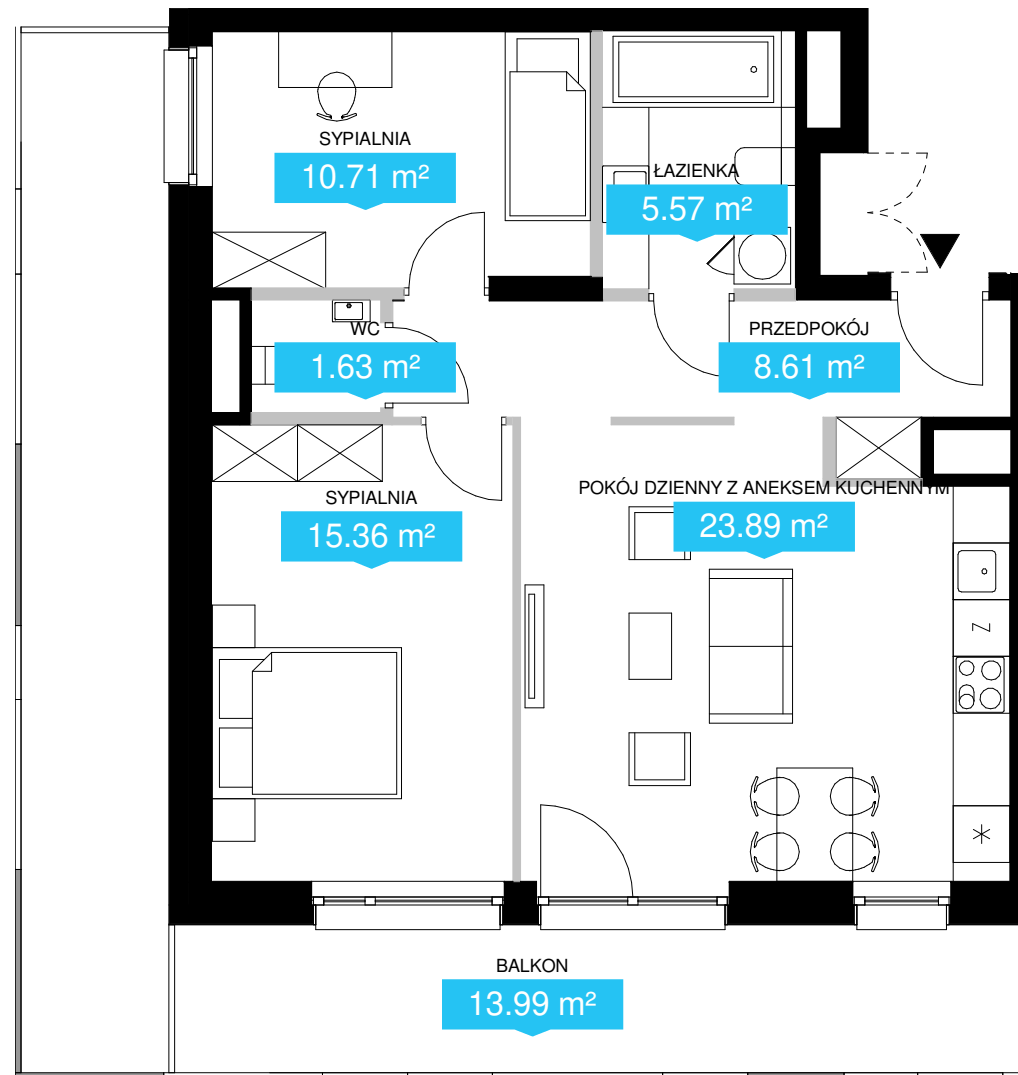 SYPIALNIA
10.71 m²
ŁAZIENKA
5.57 m²
WC
1.63 m²
PRZEDPOKÓJ
8.61 m²
SYPIALNIA
15.36 m²
POKÓJ DZIENNY Z ANEKSEM KUCHENNYM
23.89 m²
Z
BALKON
13.99 m²